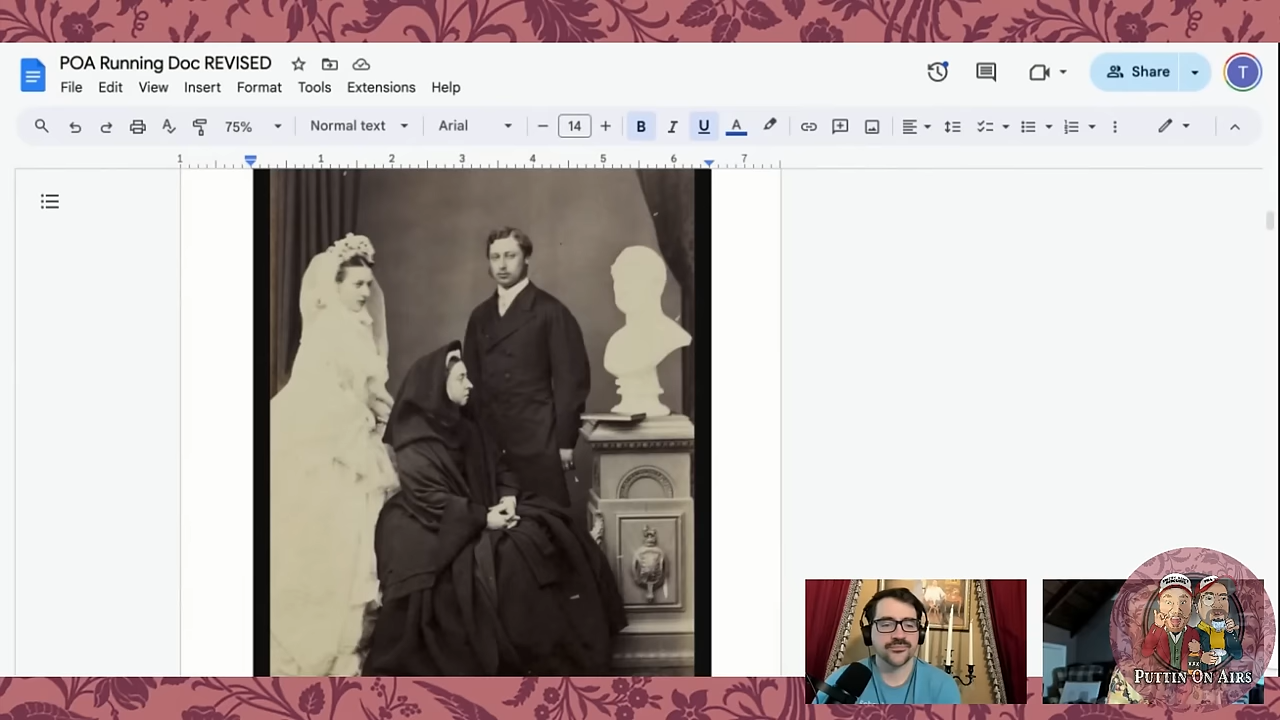 POA Running Doc REVISED
File Edit View Insert Format Tools Extensions Help
Share
T
75% Normal text Arial 14 B I U A
1 1 2 3 4 5 6 7
PUTTIN ON AIRS